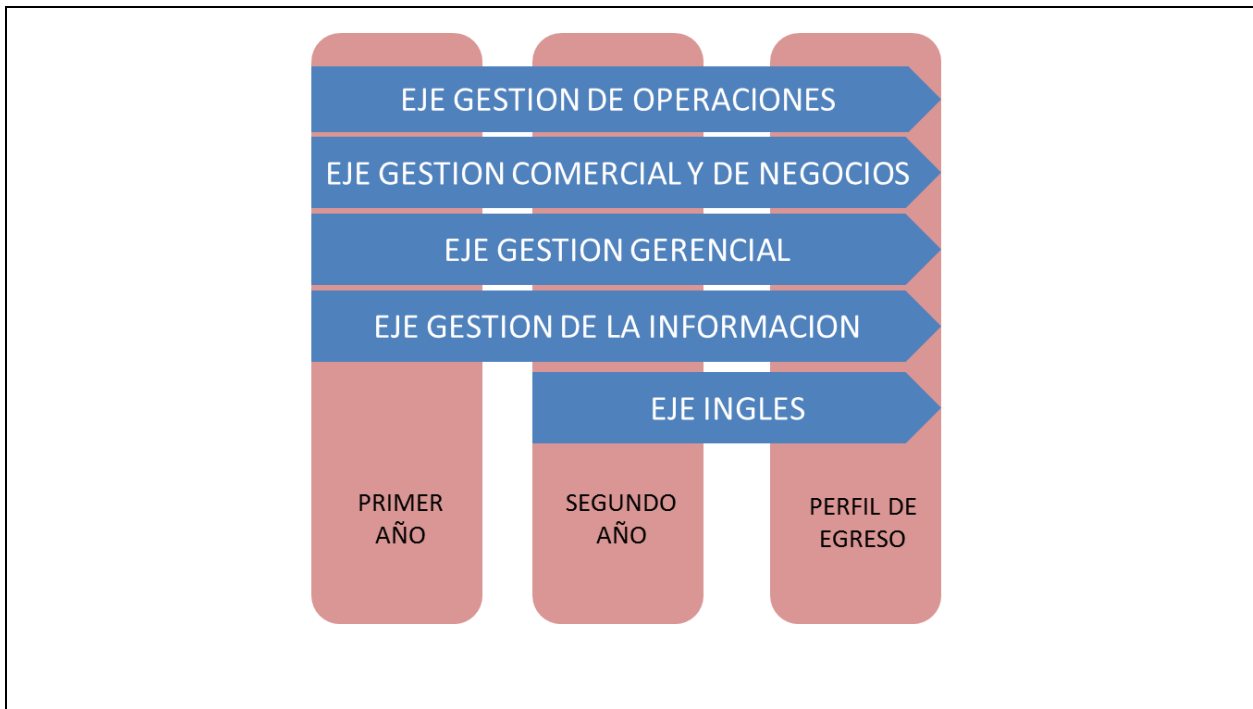 EJE GESTION DE OPERACIONES
EJE GESTION COMERCIAL Y DE NEGOCIOS
EJE GESTION GERENCIAL
EJE GESTION DE LA INFORMACION
EJE INGLES
PRIMER
AÑO
SEGUNDO
AÑO
PERFIL DE
EGRESO